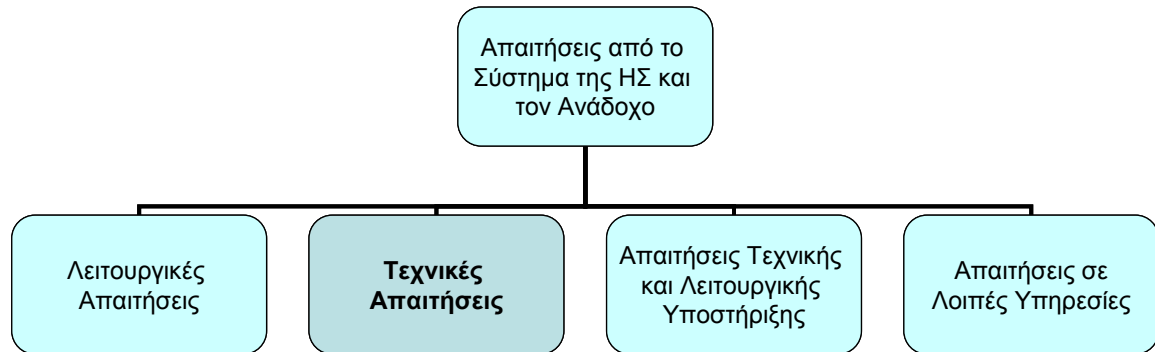 Απαιτήσεις από το
Σύστημα της ΗΣ και
τον Ανάδοχο
Λειτουργικές
Απαιτήσεις
Τεχνικές
Απαιτήσεις
Απαιτήσεις Τεχνικής
και Λειτουργικής
Υποστήριξης
Απαιτήσεις σε
Λοιπές Υπηρεσίες